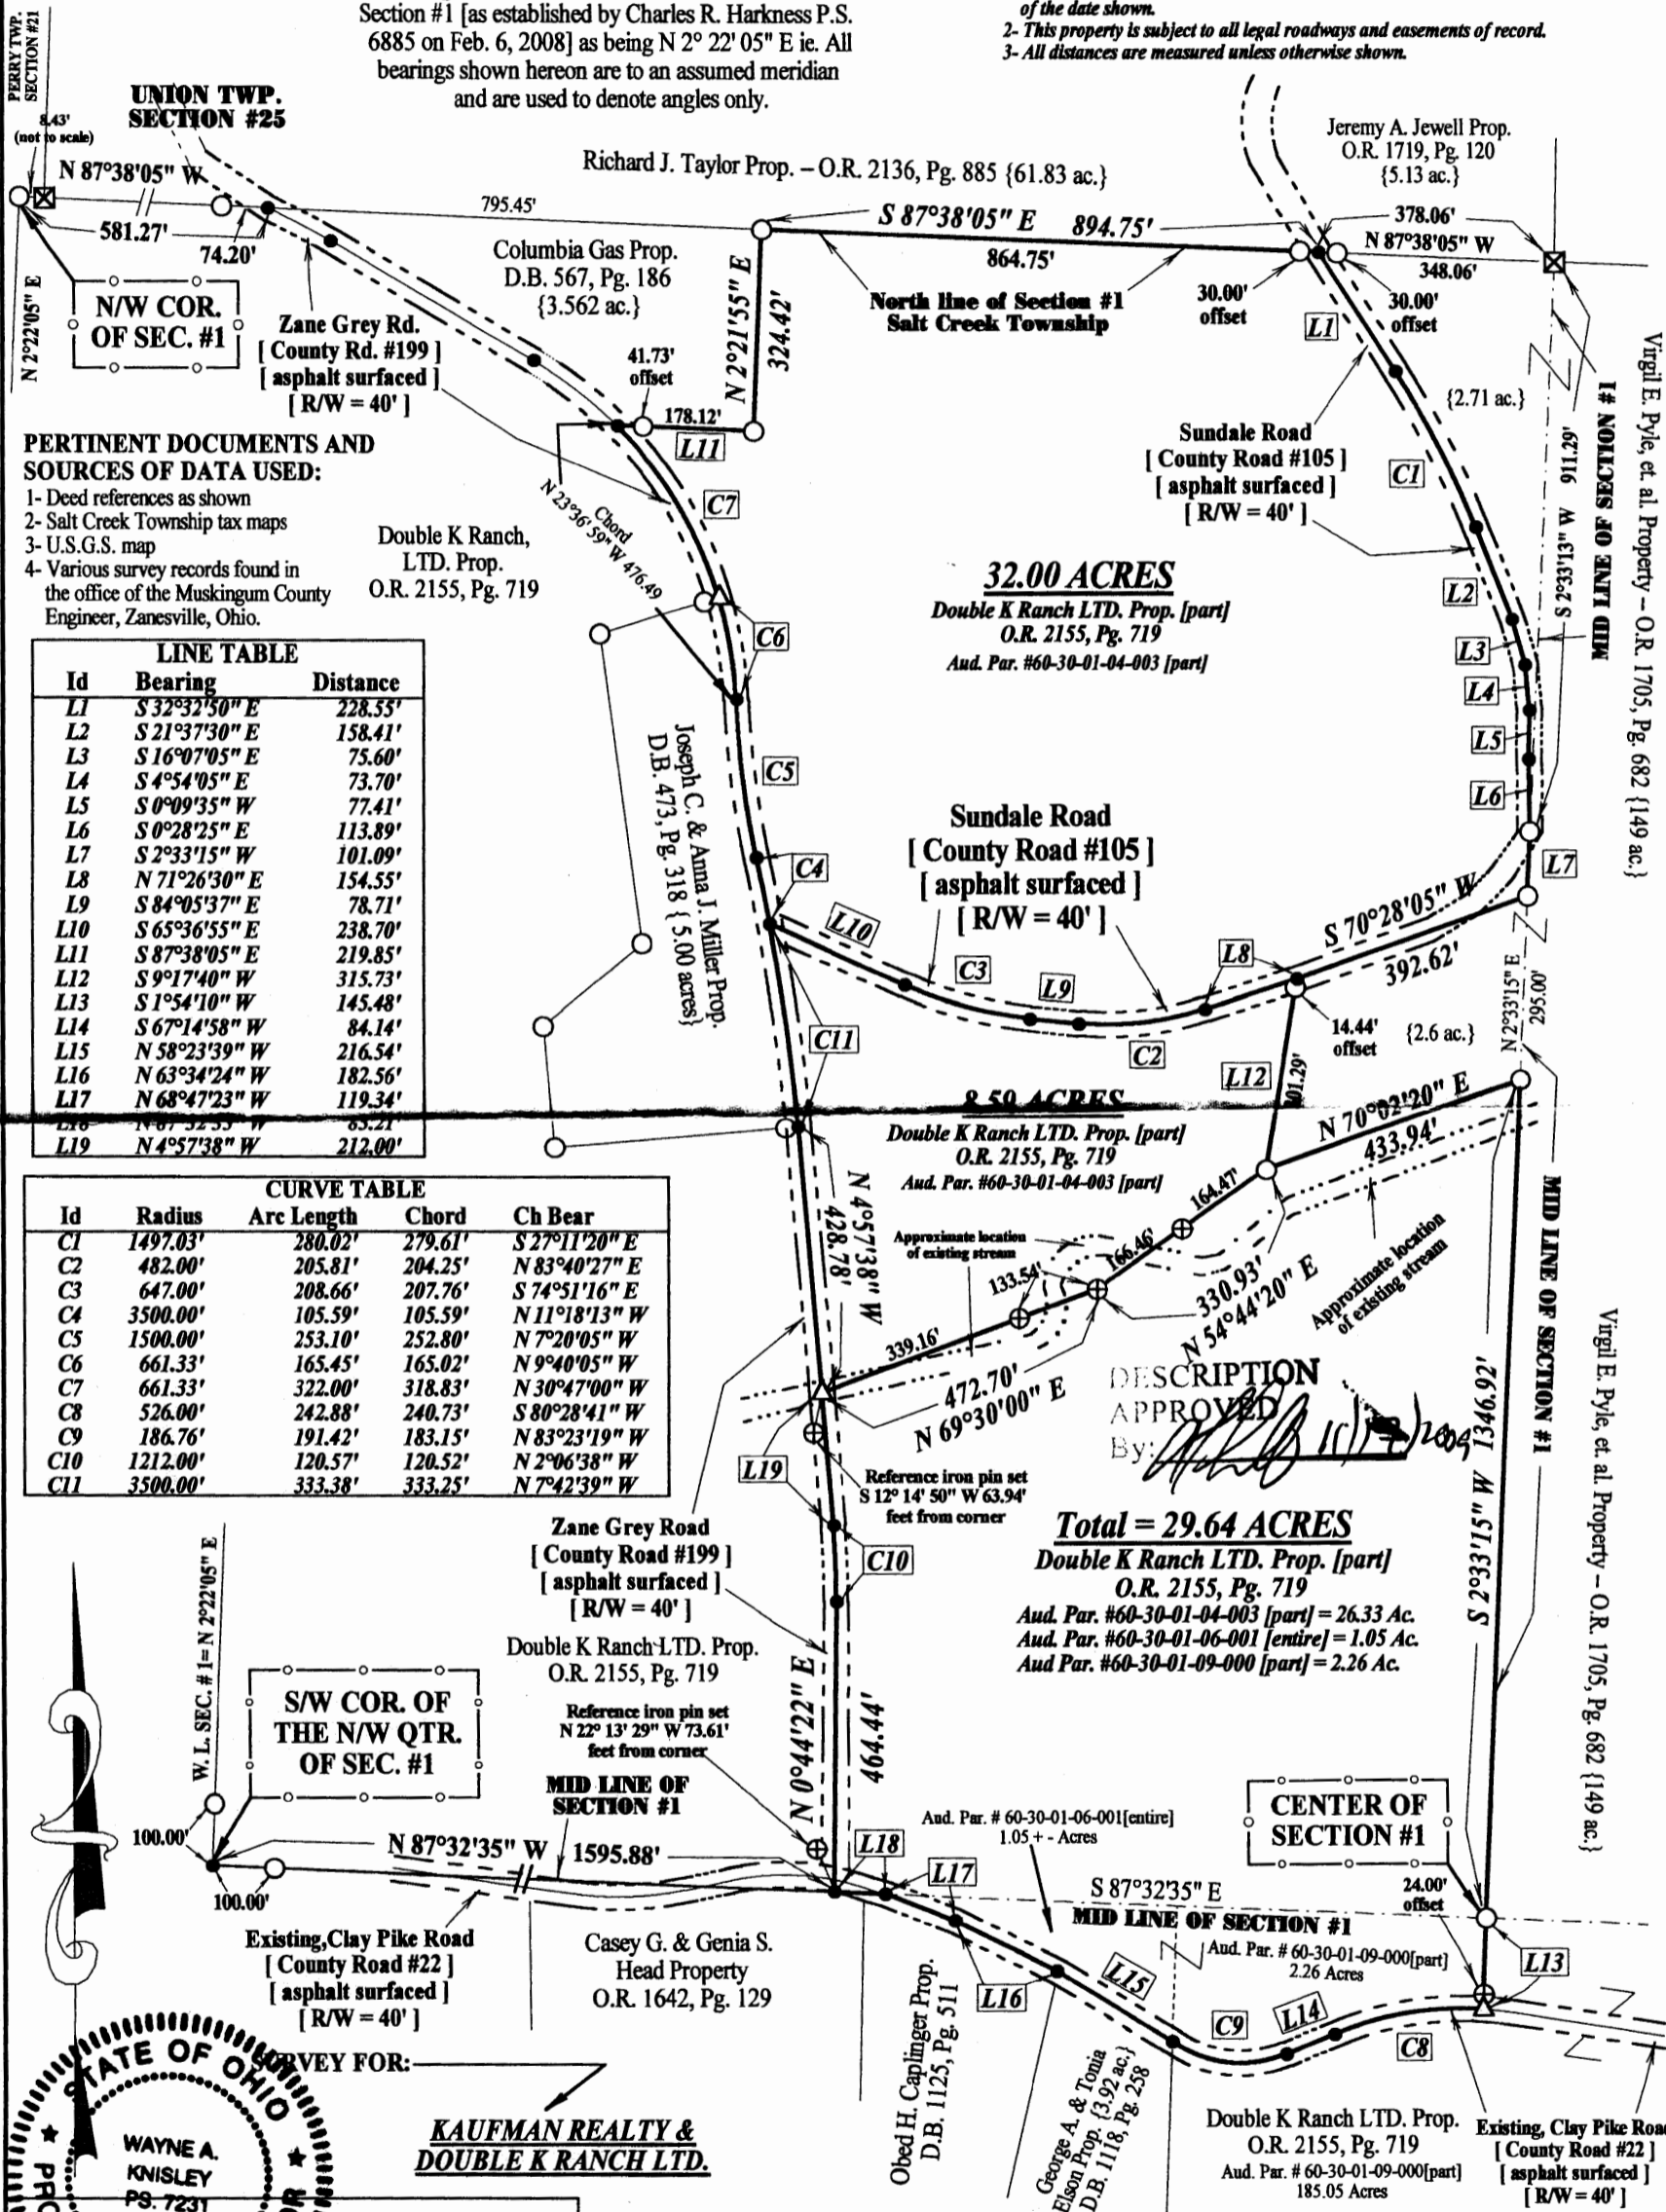 PERRY TWP.
SECTION #21
Section #1 [as established by Charles R. Harkness P.S.
6885 on Feb. 6, 2008] as being N 2° 22' 05" E ie. All
bearings shown hereon are to an assumed meridian
and are used to denote angles only.
of the date shown.
2- This property is subject to all legal roadways and easements of record.
3- All distances are measured unless otherwise shown.
UNION TWP.
SECTION #25
8.43'
(not to scale)
N 87°38'05" W
581.27'
74.20'
795.45'
Richard J. Taylor Prop. – O.R. 2136, Pg. 885 {61.83 ac.}
Jeremy A. Jewell Prop.
O.R. 1719, Pg. 120
{5.13 ac.}
S 87°38'05" E 894.75'
864.75'
378.06'
N 87°38'05" W
348.06'
30.00'
offset
30.00'
offset
North line of Section #1
Salt Creek Township
Columbia Gas Prop.
D.B. 567, Pg. 186
{3.562 ac.}
N 2°21'55" E
324.42'
N 2°22'05" E
N/W COR.
OF SEC. #1
Zane Grey Rd.
[ County Rd. #199 ]
[ asphalt surfaced ]
[ R/W = 40' ]
41.73'
offset
178.12'
L11
L1
{2.71 ac.}
Sundale Road
[ County Road #105 ]
[ asphalt surfaced ]
[ R/W = 40' ]
C1
S 2°33'13" W 911.29'
MID LINE OF SECTION #1
Virgil E. Pyle, et. al. Property – O.R. 1705, Pg. 682 {149 ac.}
PERTINENT DOCUMENTS AND
SOURCES OF DATA USED:
1- Deed references as shown
2- Salt Creek Township tax maps
3- U.S.G.S. map
4- Various survey records found in
the office of the Muskingum County
Engineer, Zanesville, Ohio.
Double K Ranch,
LTD. Prop.
O.R. 2155, Pg. 719
Chord
N 23°36'59" W 476.49
C7
C6
32.00 ACRES
Double K Ranch LTD. Prop. [part]
O.R. 2155, Pg. 719
Aud. Par. #60-30-01-04-003 [part]
L2
L3
L4
L5
L6
L7
LINE TABLE
Id Bearing Distance
L1 S 32°32'50" E 228.55'
L2 S 21°37'30" E 158.41'
L3 S 16°07'05" E 75.60'
L4 S 4°54'05" E 73.70'
L5 S 0°09'35" W 77.41'
L6 S 0°28'25" E 113.89'
L7 S 2°33'15" W 101.09'
L8 N 71°26'30" E 154.55'
L9 S 84°05'37" E 78.71'
L10 S 65°36'55" E 238.70'
L11 S 87°38'05" E 219.85'
L12 S 9°17'40" W 315.73'
L13 S 1°54'10" W 145.48'
L14 S 67°14'58" W 84.14'
L15 N 58°23'39" W 216.54'
L16 N 63°34'24" W 182.56'
L17 N 68°47'23" W 119.34'
L18
L19 N 4°57'38" W 212.00'
Joseph C. & Anna J. Miller Prop.
D.B. 473, Pg. 318 { 5.00 acres}
C5
C4
Sundale Road
[ County Road #105 ]
[ asphalt surfaced ]
[ R/W = 40' ]
L10
C3
L9
C2
L8
S 70°28'05" W
392.62'
C11
14.44'
offset
{2.6 ac.}
N 2°33'15" E
295.00'
L12
301.29'
8.59 ACRES
Double K Ranch LTD. Prop. [part]
O.R. 2155, Pg. 719
Aud. Par. #60-30-01-04-003 [part]
N 70°02'20" E
433.94'
CURVE TABLE
Id Radius Arc Length Chord Ch Bear
C1 1497.03' 280.02' 279.61' S 27°11'20" E
C2 482.00' 205.81' 204.25' N 83°40'27" E
C3 647.00' 208.66' 207.76' S 74°51'16" E
C4 3500.00' 105.59' 105.59' N 11°18'13" W
C5 1500.00' 253.10' 252.80' N 7°20'05" W
C6 661.33' 165.45' 165.02' N 9°40'05" W
C7 661.33' 322.00' 318.83' N 30°47'00" W
C8 526.00' 242.88' 240.73' S 80°28'41" W
C9 186.76' 191.42' 183.15' N 83°23'19" W
C10 1212.00' 120.57' 120.52' N 2°06'38" W
C11 3500.00' 333.38' 333.25' N 7°42'39" W
N 4°57'38" W
428.78'
Approximate location
of existing stream
339.16'
133.54'
166.46'
164.47'
472.70'
N 69°30'00" E
330.93'
N 54°44'20" E
Approximate location
of existing stream
DESCRIPTION
APPROVED
By:
L19
Reference iron pin set
S 12° 14' 50" W 63.94'
feet from corner
C10
Zane Grey Road
[ County Road #199 ]
[ asphalt surfaced ]
[ R/W = 40' ]
Total = 29.64 ACRES
Double K Ranch LTD. Prop. [part]
O.R. 2155, Pg. 719
Aud. Par. #60-30-01-04-003 [part] = 26.33 Ac.
Aud. Par. #60-30-01-06-001 [entire] = 1.05 Ac.
Aud Par. #60-30-01-09-000 [part] = 2.26 Ac.
S 2°33'15" W 1346.92'
MID LINE OF SECTION #1
Virgil E. Pyle, et. al. Property – O.R. 1705, Pg. 682 {149 ac.}
Double K Ranch LTD. Prop.
O.R. 2155, Pg. 719
Reference iron pin set
N 22° 13' 29" W 73.61'
feet from corner
N 0°44'22" E
464.44'
W. L. SEC. # 1= N 2°22'05" E
S/W COR. OF
THE N/W QTR.
OF SEC. #1
MID LINE OF
SECTION #1
100.00'
100.00'
N 87°32'35" W 1595.88'
L18
L17
Aud. Par. # 60-30-01-06-001[entire]
1.05 + - Acres
CENTER OF
SECTION #1
S 87°32'35" E
MID LINE OF SECTION #1
24.00'
offset
L13
Aud. Par. # 60-30-01-09-000[part]
2.26 Acres
Existing,Clay Pike Road
[ County Road #22 ]
[ asphalt surfaced ]
[ R/W = 40' ]
Casey G. & Genia S.
Head Property
O.R. 1642, Pg. 129
L16
L15
C9
L14
C8
Obed H. Caplinger Prop.
D.B. 1125, Pg. 511
George A. & Tonia
Elson Prop. {3.92 ac.}
D.B. 1118, Pg. 258
Double K Ranch LTD. Prop.
O.R. 2155, Pg. 719
Aud. Par. # 60-30-01-09-000[part]
185.05 Acres
Existing, Clay Pike Road
[ County Road #22 ]
[ asphalt surfaced ]
[ R/W = 40' ]
SURVEY FOR:
KAUFMAN REALTY &
DOUBLE K RANCH LTD.
STATE OF OHIO
WAYNE A.
KNISLEY
PS. 7231